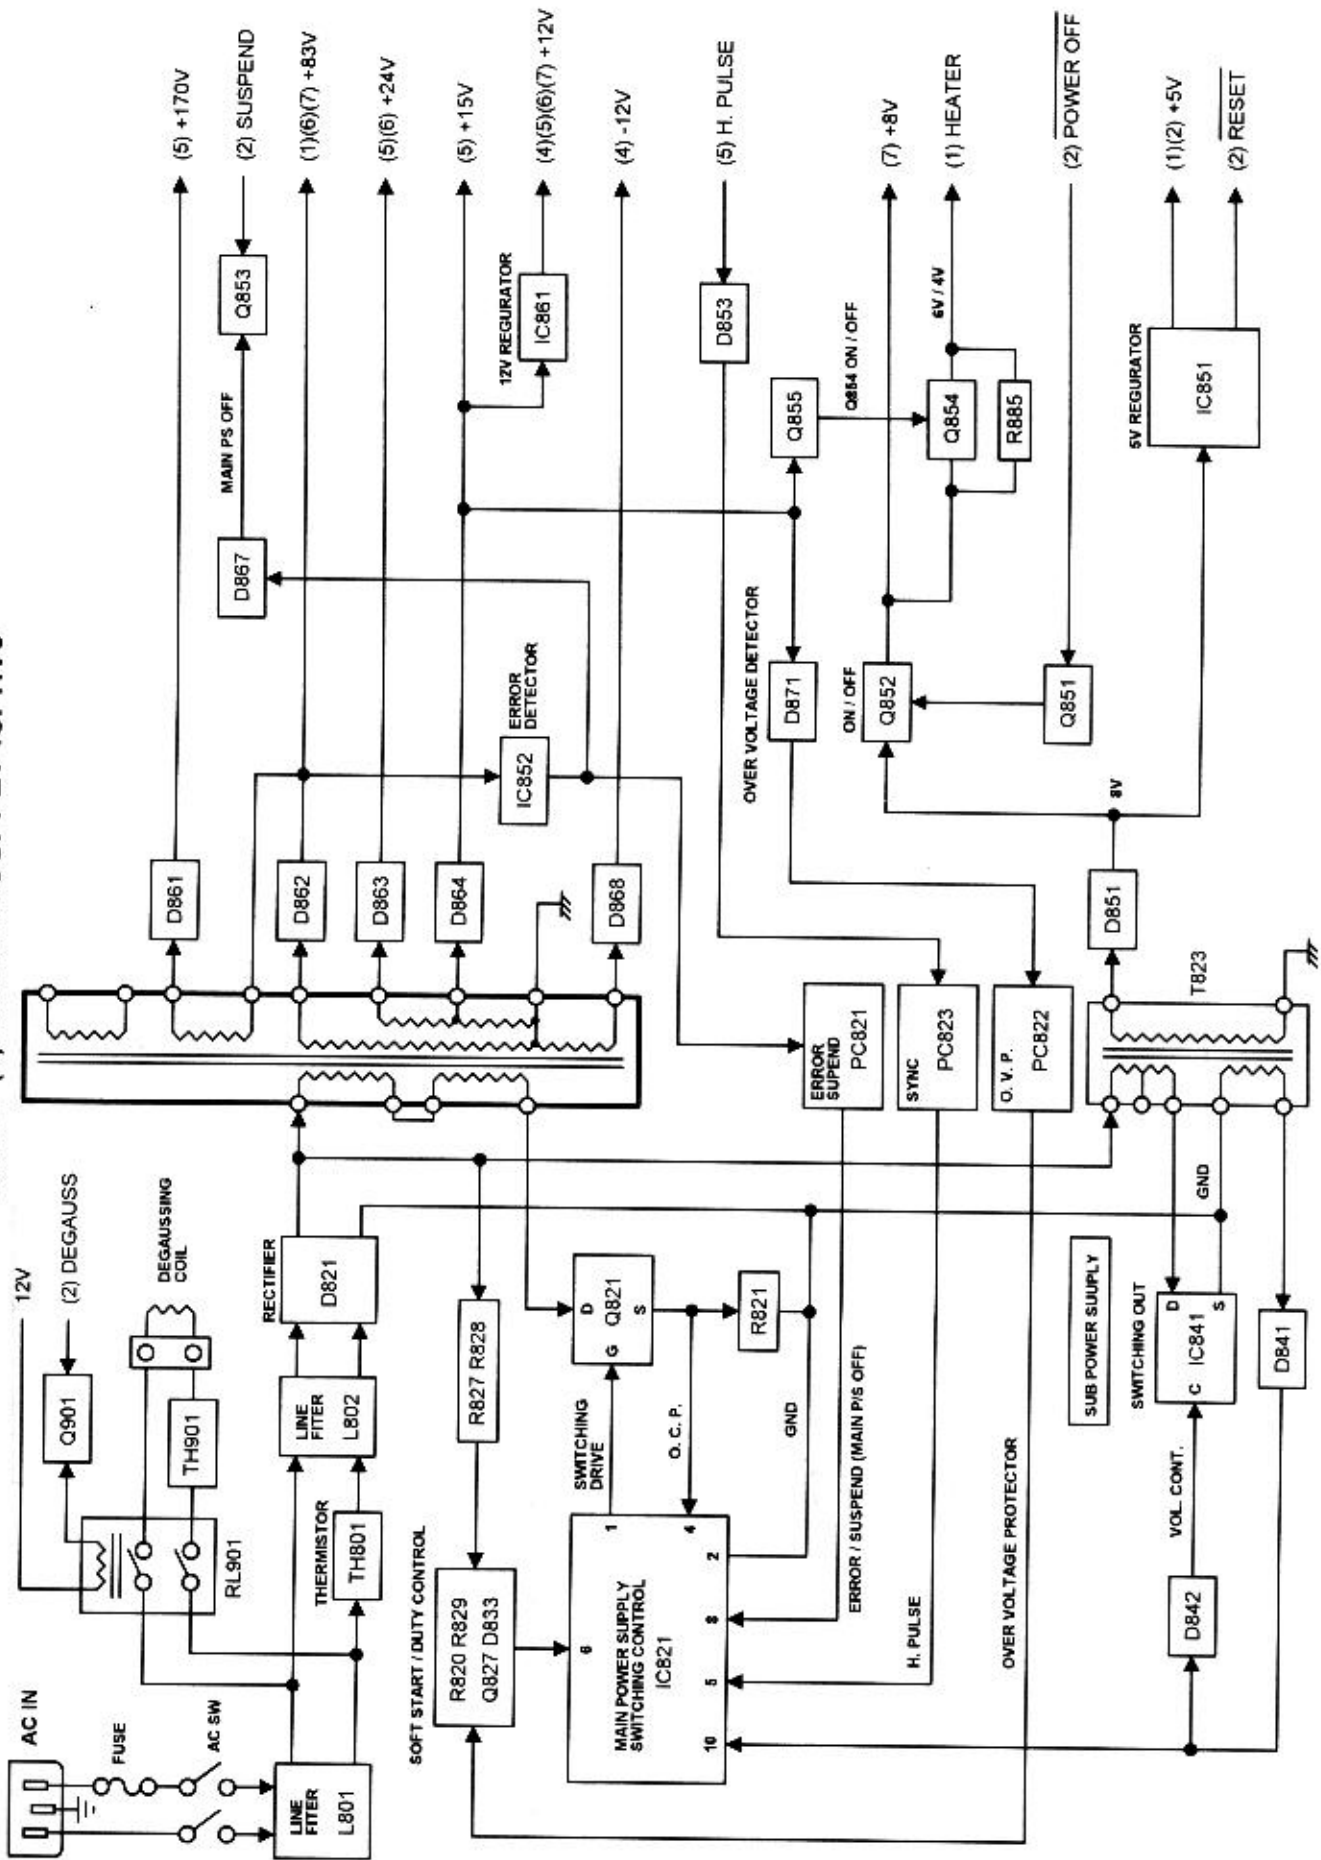 AC IN
FUSE
AC SW
LINE
FITER
L801
12V
Q901
(2) DEGAUSS
RL901
TH901
DEGAUSSING
COIL
THERMISTOR
TH801
LINE
FITER
L802
RECTIFIER
D821
SOFT START / DUTY CONTROL
R820 R829
Q827 D833
R827 R828
MAIN POWER SUPPLY
SWITCHING CONTROL
IC821
1
4
2
8
5
10
6
SWITCHING
DRIVE
G
D
Q821
S
O. C. P.
R821
GND
ERROR / SUSPEND (MAIN P/S OFF)
H. PULSE
OVER VOLTAGE PROTECTOR
SUB POWER SUUPLY
SWITCHING OUT
D
IC841
C
S
VOL. CONT.
D842
D841
GND
T823
ERROR
SUPEND
PC821
SYNC
PC823
O. V. P.
PC822
D861
D862
D863
D864
D868
D851
8V
ERROR
DETECTOR
IC852
D867
MAIN PS OFF
Q853
12V REGURATOR
IC861
OVER VOLTAGE DETECTOR
D871
Q855
D853
Q854 ON / OFF
ON / OFF
Q852
Q854
R885
6V / 4V
Q851
5V REGURATOR
IC851
(5) +170V
(2) SUSPEND
(1)(6)(7) +83V
(5)(6) +24V
(5) +15V
(4)(5)(6)(7) +12V
(4) -12V
(5) H. PULSE
(7) +8V
(1) HEATER
(2) POWER OFF
(1)(2) +5V
(2) RESET